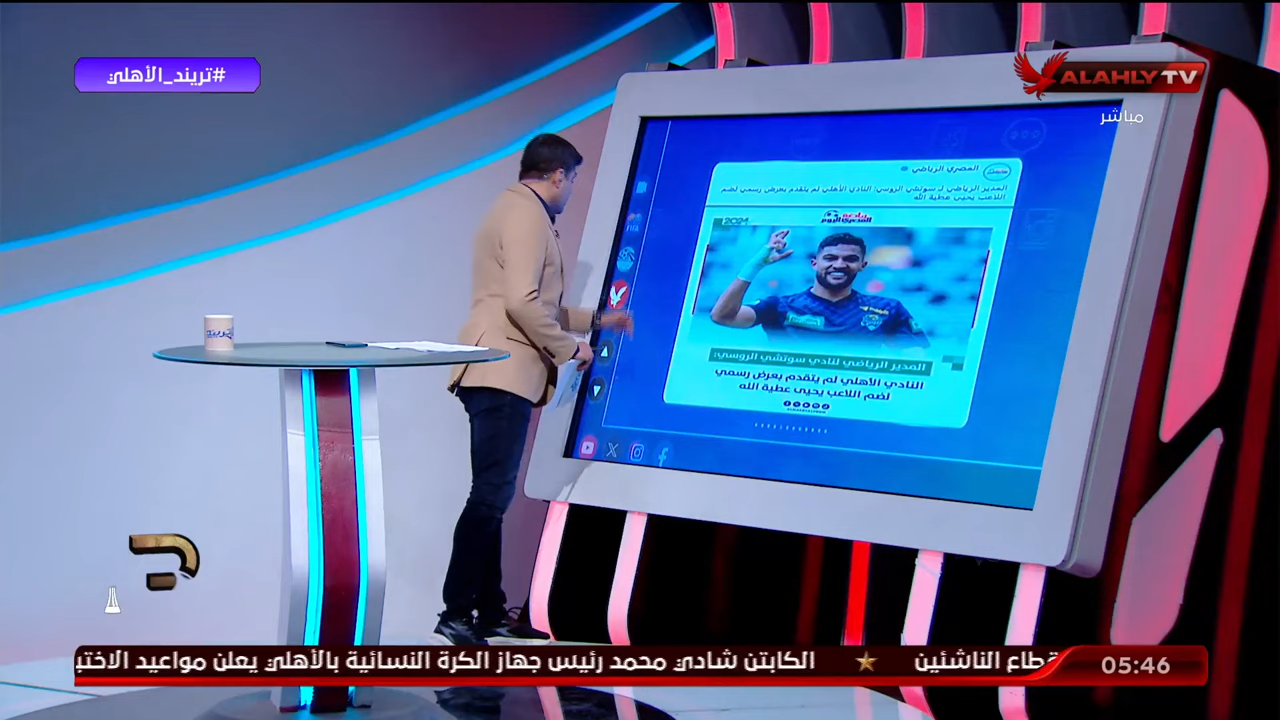 #تريند_الأهلي
ALAHLY TV
مباشر
المصري الرياضي
المدير الرياضي لـ سوتشي الروسي: النادي الأهلي لم يتقدم بعرض رسمي لضم
اللاعب يحيى عطية الله
2024
المدير الرياضي لنادي سوتشي الروسي:
النادي الأهلي لم يتقدم بعرض رسمي
لضم اللاعب يحيى عطية الله
FIFA
قطاع الناشئين ★ الكابتن شادي محمد رئيس جهاز الكرة النسائية بالأهلي يعلن مواعيد الاختب
05:46